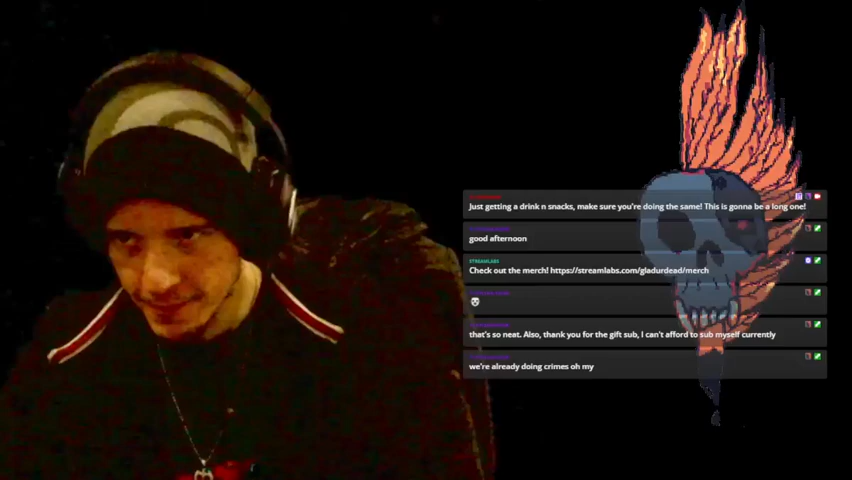 Just getting a drink n snacks, make sure you're doing the same! This is gonna be a long one!
good afternoon
STREAMLABS
Check out the merch! https://streamlabs.com/gladurdead/merch
that's so neat. Also, thank you for the gift sub, I can't afford to sub myself currently
we're already doing crimes oh my